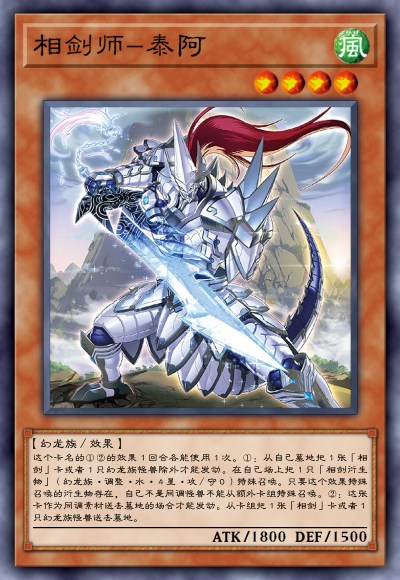 相剑师-泰阿
風
【幻龙族/效果】
这个卡名的①②的效果1回合各能使用1次。①:从自己墓地把1张「相
剑」卡或者1只幻龙族怪兽除外才能发动。在自己场上把1只「相剑衍生
物」(幻龙族·调整·水·4星·攻/守0)特殊召唤。只要这个效果特殊
召唤的衍生物存在,自己不是同调怪兽不能从额外卡组特殊召唤。②:这张
卡作为同调素材送去墓地的场合才能发动。从卡组把1张「相剑」卡或者1
只幻龙族怪兽送去墓地。
ATK/1800 DEF/1500